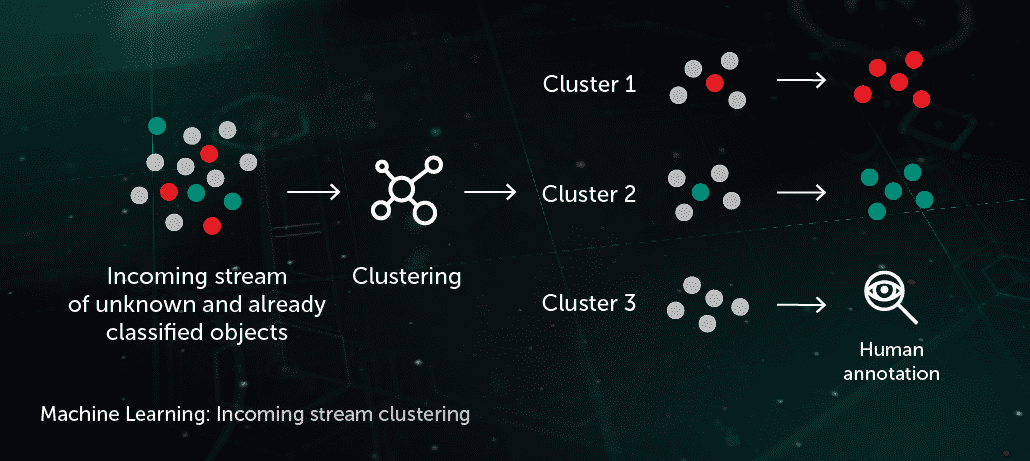 Cluster 1
Cluster 2
Cluster 3
Incoming stream
of unknown and already
classified objects
Clustering
Human
annotation
Machine Learning: Incoming stream clustering